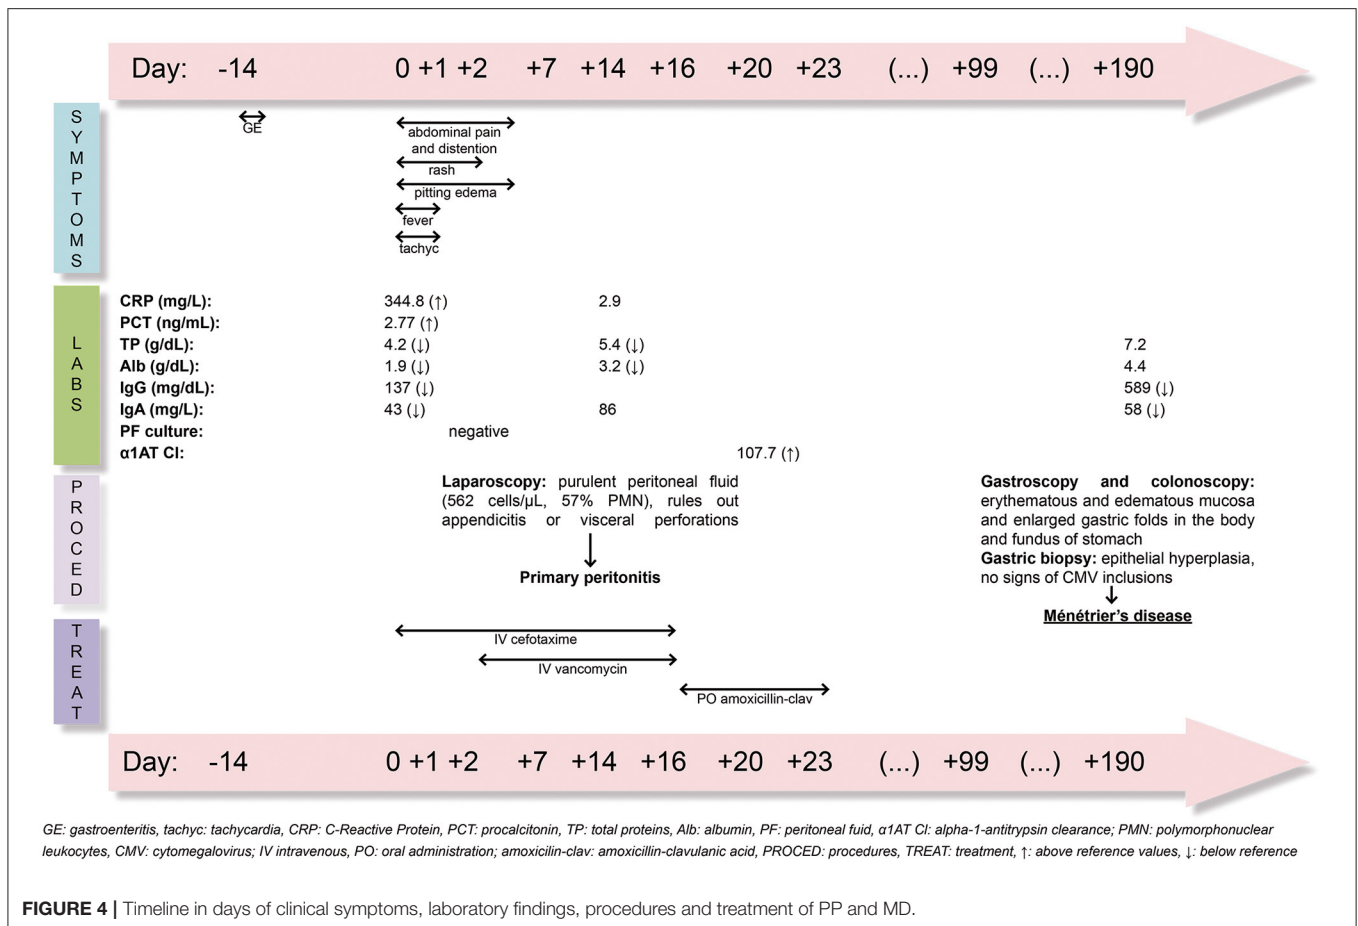 Day: -14 0 +1 +2 +7 +14 +16 +20 +23 (...) +99 (...) +190
SYMPTOMS
GE
abdominal pain
and distention
rash
pitting edema
fever
tachyc
LABS
CRP (mg/L): 344.8 (↑) 2.9
PCT (ng/mL): 2.77 (↑)
TP (g/dL): 4.2 (↓) 5.4 (↓) 7.2
Alb (g/dL): 1.9 (↓) 3.2 (↓) 4.4
IgG (mg/dL): 137 (↓) 589 (↓)
IgA (mg/L): 43 (↓) 86 58 (↓)
PF culture: negative
α1AT Cl: 107.7 (↑)
PROCED
Laparoscopy: purulent peritoneal fluid
(562 cells/µL, 57% PMN), rules out
appendicitis or visceral perforations
Primary peritonitis
Gastroscopy and colonoscopy:
erythematous and edematous mucosa
and enlarged gastric folds in the body
and fundus of stomach
Gastric biopsy: epithelial hyperplasia,
no signs of CMV inclusions
Ménétrier's disease
TREAT
IV cefotaxime
IV vancomycin
PO amoxicillin-clav
Day: -14 0 +1 +2 +7 +14 +16 +20 +23 (...) +99 (...) +190
GE: gastroenteritis, tachyc: tachycardia, CRP: C-Reactive Protein, PCT: procalcitonin, TP: total proteins, Alb: albumin, PF: peritoneal fuid, α1AT Cl: alpha-1-antitrypsin clearance; PMN: polymorphonuclear
leukocytes, CMV: cytomegalovirus; IV intravenous, PO: oral administration; amoxicilin-clav: amoxicillin-clavulanic acid, PROCED: procedures, TREAT: treatment, ↑: above reference values, ↓: below reference
FIGURE 4 | Timeline in days of clinical symptoms, laboratory findings, procedures and treatment of PP and MD.